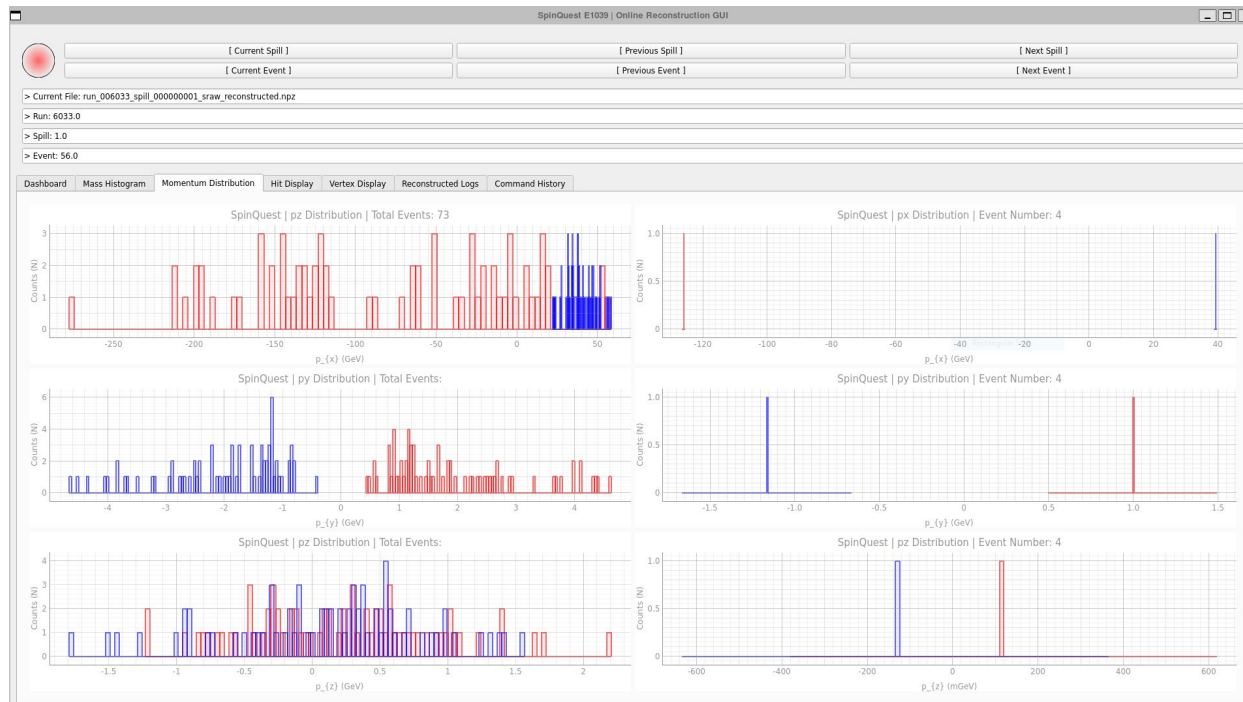 SpinQuest E1039 | Online Reconstruction GUI
[ Current Spill ] [ Previous Spill ] [ Next Spill ]
[ Current Event ] [ Previous Event ] [ Next Event ]
> Current File: run_006033_spill_000000001_sraw_reconstructed.npz
> Run: 6033.0
> Spill: 1.0
> Event: 56.0
Dashboard Mass Histogram Momentum Distribution Hit Display Vertex Display Reconstructed Logs Command History
SpinQuest | pz Distribution | Total Events: 73
Counts (N)
3
2
1
0
-250 -200 -150 -100 -50 0 50
p_{x} (GeV)
SpinQuest | px Distribution | Event Number: 4
Counts (N)
1.0
0.5
0
-120 -100 -80 -60 -40 -20 0 20 40
p_{x} (GeV)
SpinQuest | py Distribution | Total Events:
Counts (N)
6
4
2
0
-4 -3 -2 -1 0 1 2 3 4
p_{y} (GeV)
SpinQuest | py Distribution | Event Number: 4
Counts (N)
1.0
0.5
0
-1.5 -1.0 -0.5 0 0.5 1.0 1.5
p_{y} (GeV)
SpinQuest | pz Distribution | Total Events:
Counts (N)
4
3
2
1
0
-1.5 -1 -0.5 0 0.5 1 1.5 2
p_{z} (GeV)
SpinQuest | pz Distribution | Event Number: 4
Counts (N)
1.0
0.5
0
-600 -400 -200 0 200 400 600
p_{z} (mGeV)